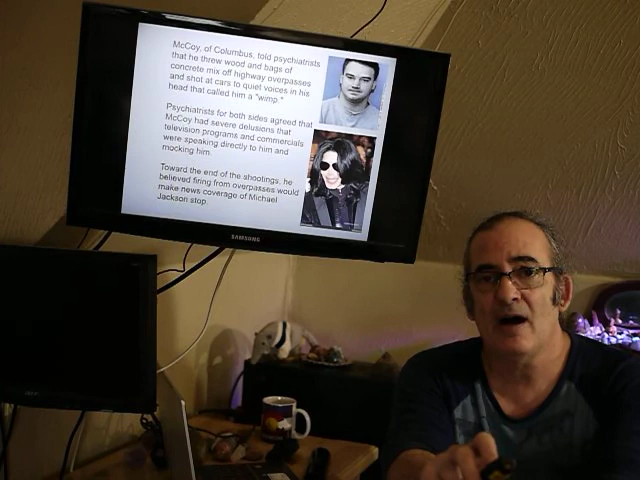 McCoy, of Columbus, told psychiatrists
that he threw wood and bags of
concrete mix off highway overpasses
and shot at cars to quiet voices in his
head that called him a "wimp."
Psychiatrists for both sides agreed that
McCoy had severe delusions that
television programs and commercials
were speaking directly to him and
mocking him.
Toward the end of the shootings, he
believed firing from overpasses would
make news coverage of Michael
Jackson stop.
SAMSUNG